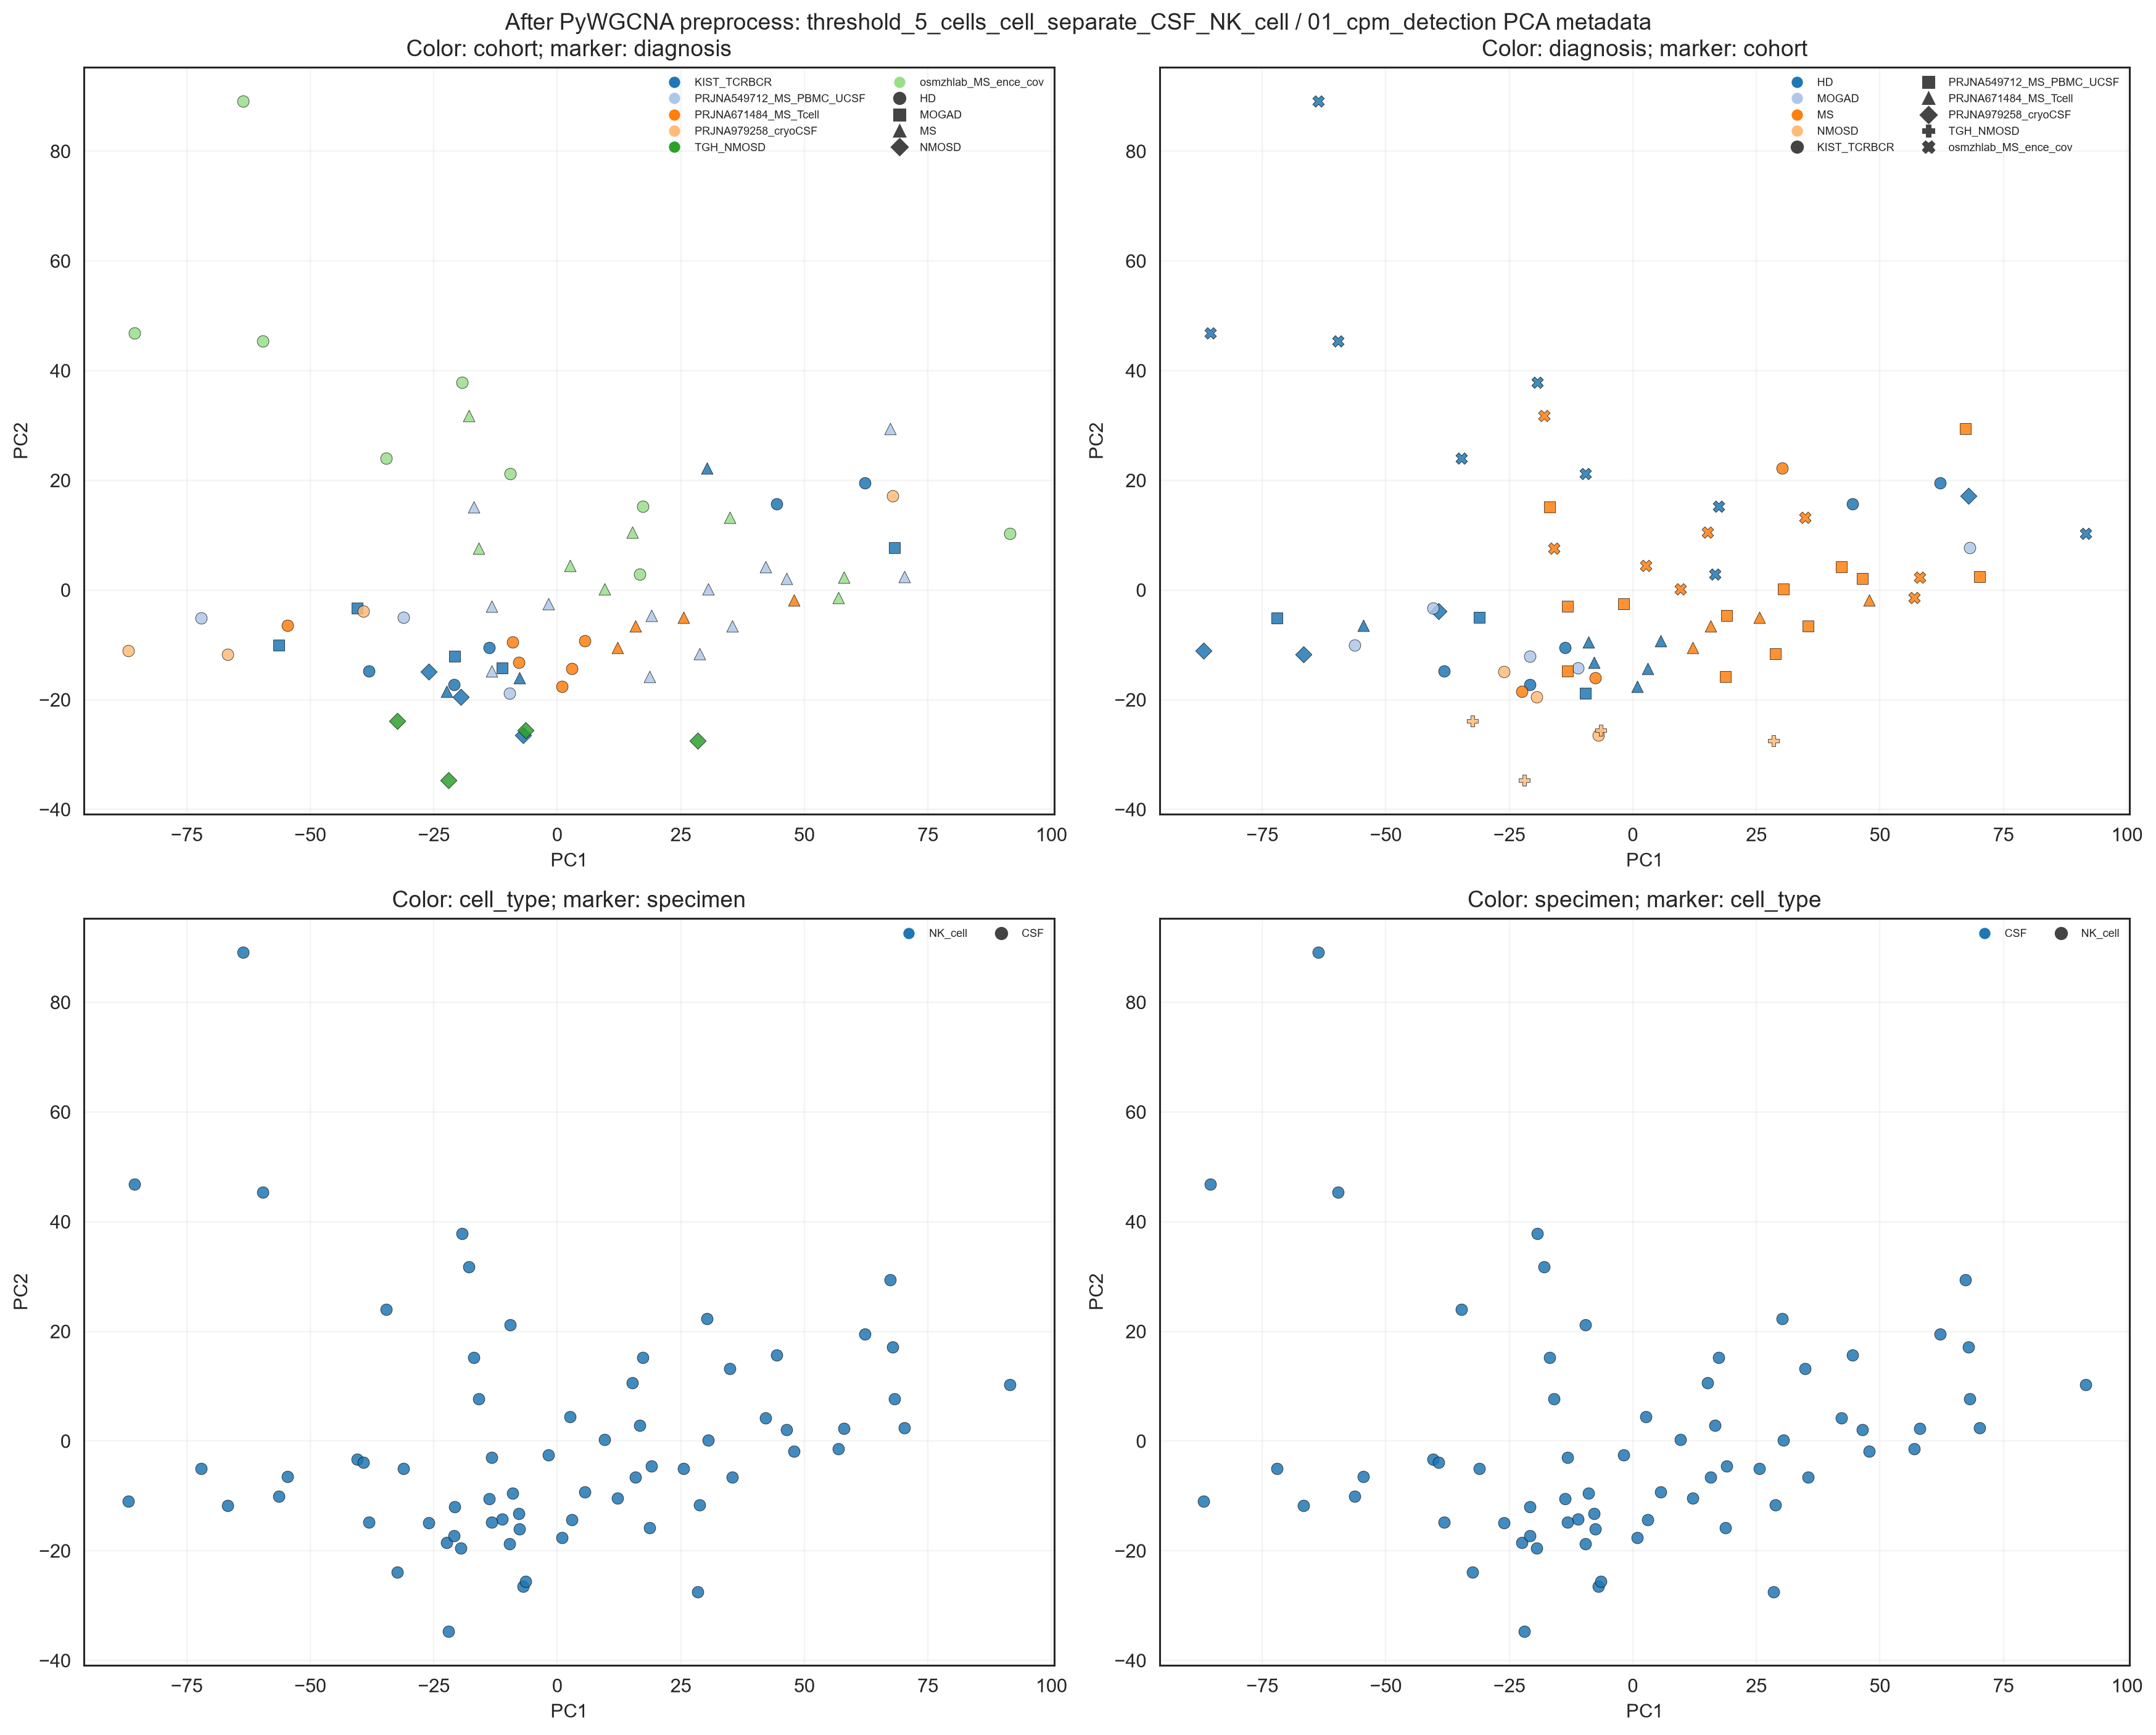 After PyWGCNA preprocess: threshold_5_cells_cell_separate_CSF_NK_cell / 01_cpm_detection PCA metadata
Color: cohort; marker: diagnosis
KIST_TCRBCR
PRJNA549712_MS_PBMC_UCSF
PRJNA671484_MS_Tcell
PRJNA979258_cryoCSF
TGH_NMOSD
osmzhlab_MS_ence_cov
HD
MOGAD
MS
NMOSD
80
60
40
20
0
−20
−40
PC2
−75
−50
−25
0
25
50
75
100
PC1
Color: diagnosis; marker: cohort
HD
MOGAD
MS
NMOSD
KIST_TCRBCR
PRJNA549712_MS_PBMC_UCSF
PRJNA671484_MS_Tcell
PRJNA979258_cryoCSF
TGH_NMOSD
osmzhlab_MS_ence_cov
80
60
40
20
0
−20
−40
PC2
−75
−50
−25
0
25
50
75
100
PC1
Color: cell_type; marker: specimen
NK_cell
CSF
80
60
40
20
0
−20
−40
PC2
−75
−50
−25
0
25
50
75
100
PC1
Color: specimen; marker: cell_type
CSF
NK_cell
80
60
40
20
0
−20
−40
PC2
−75
−50
−25
0
25
50
75
100
PC1